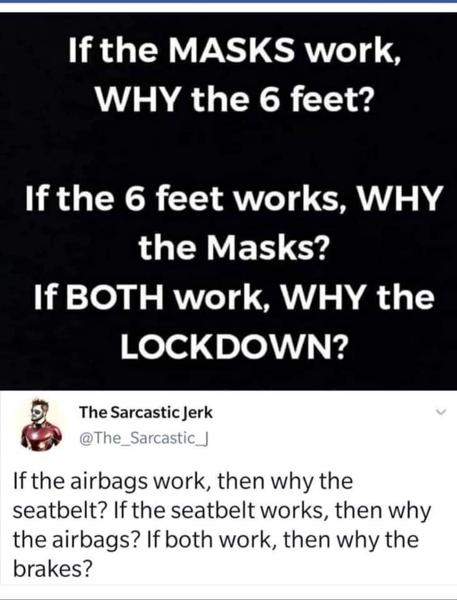 If the MASKS work,
WHY the 6 feet?
If the 6 feet works, WHY
the Masks?
If BOTH work, WHY the
LOCKDOWN?
The Sarcastic Jerk
@The_Sarcastic_J
If the airbags work, then why the
seatbelt? If the seatbelt works, then why
the airbags? If both work, then why the
brakes?